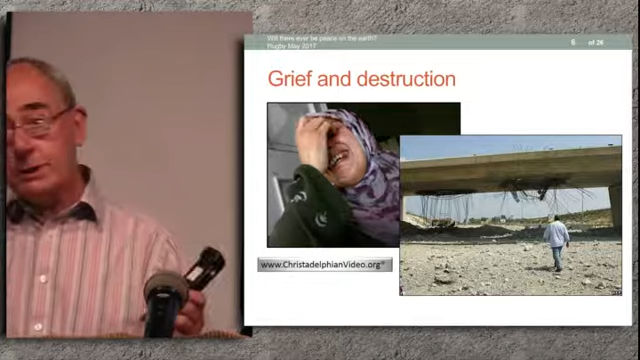 Will there ever be peace on the earth?
Rugby May 2017
6 of 26
Grief and destruction
www.ChristadelphianVideo.org